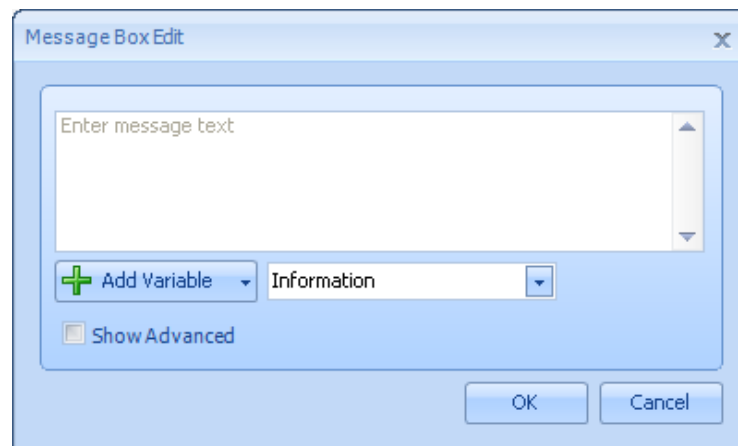 Message Box Edit
Enter message text
Add Variable
Information
Show Advanced
OK
Cancel